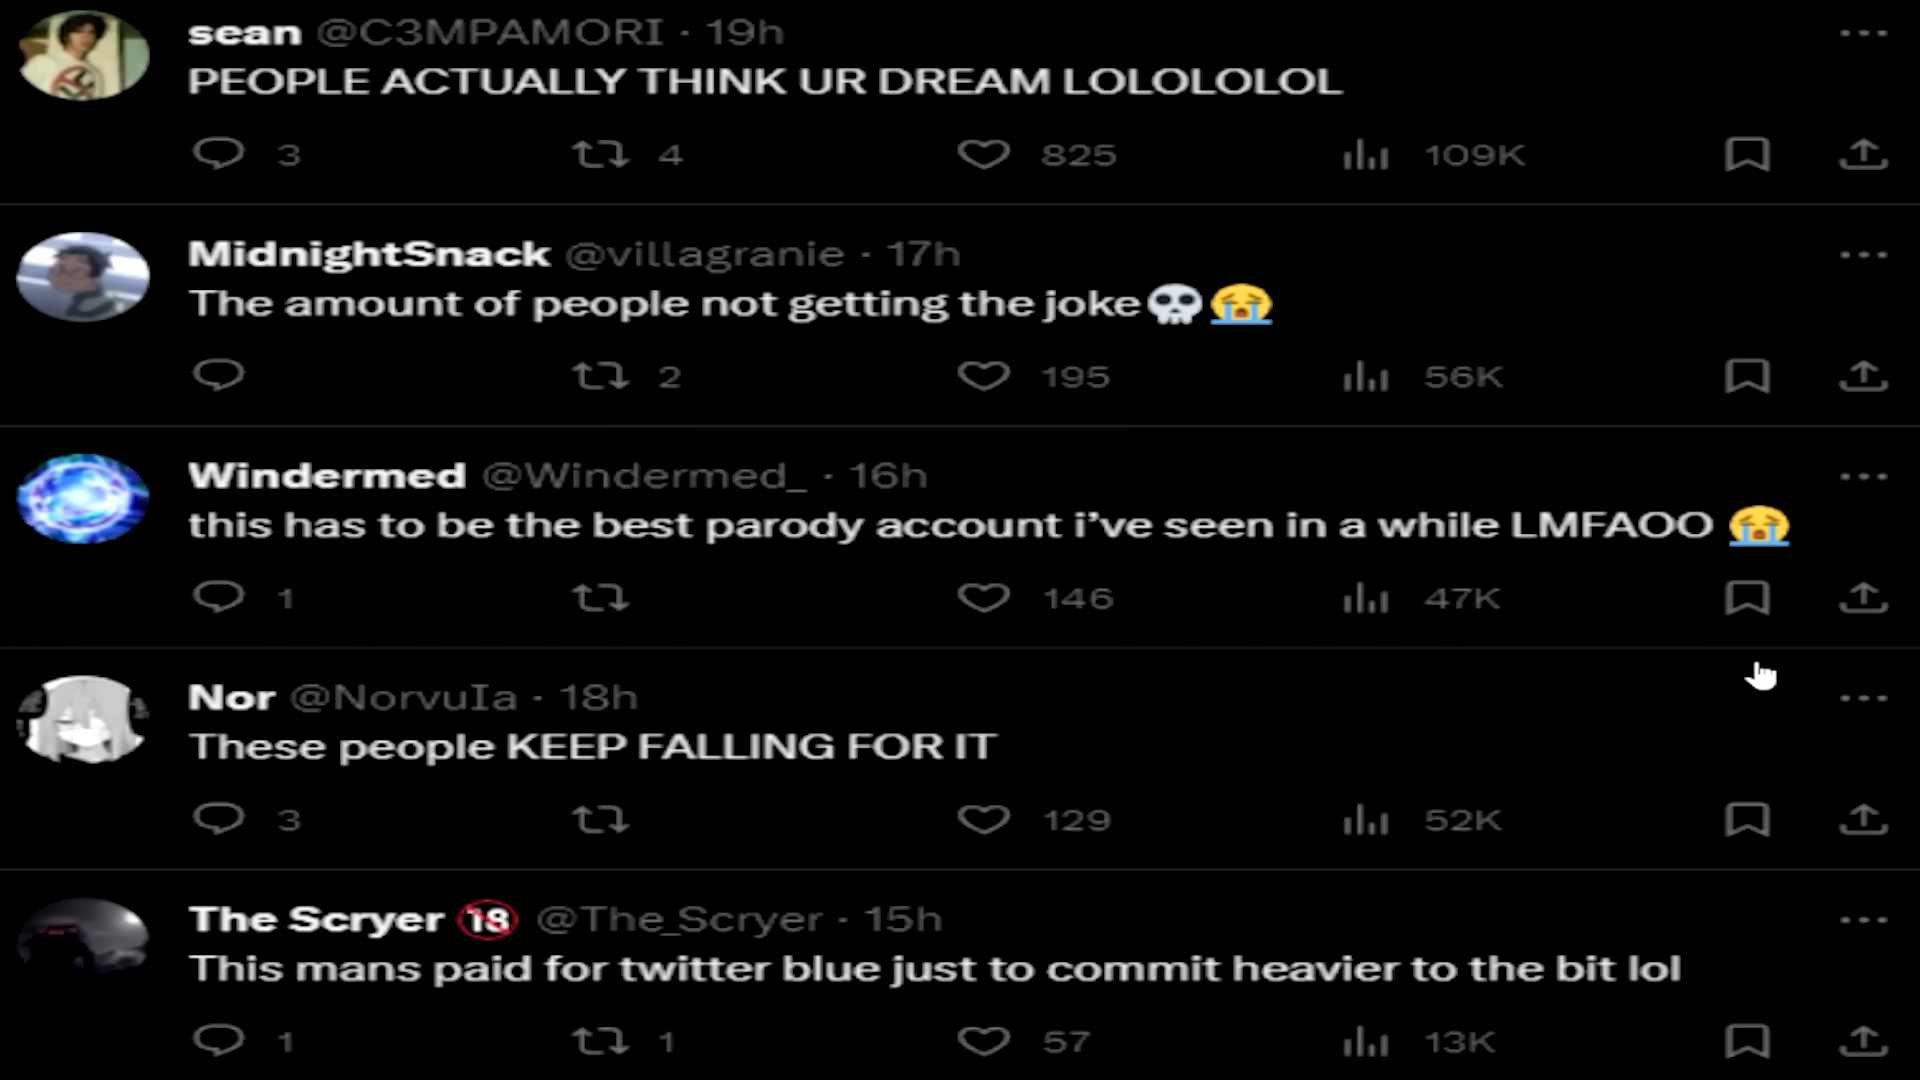 sean @C3MPAMORI · 19h
PEOPLE ACTUALLY THINK UR DREAM LOLOLOLOL
3 4 825 109K
MidnightSnack @villagranie · 17h
The amount of people not getting the joke💀😭
2 195 56K
Windermed @Windermed_ · 16h
this has to be the best parody account i’ve seen in a while LMFAOO 😭
1 146 47K
Nor @NorvuIa · 18h
These people KEEP FALLING FOR IT
3 129 52K
The Scryer 🔞 @The_Scryer · 15h
This mans paid for twitter blue just to commit heavier to the bit lol
1 1 57 13K